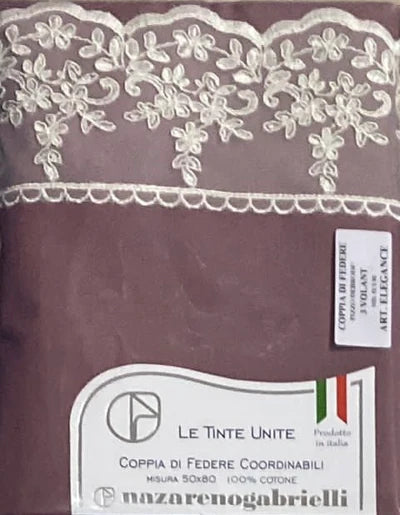 COPPIA DI FEDERE
3 VOLANT
ART. ELEGANCE
LE TINTE UNITE
Prodotto
in italia
COPPIA DI FEDERE COORDINABILI
MISURA 50X80 100% COTONE
nazarenogabrielli